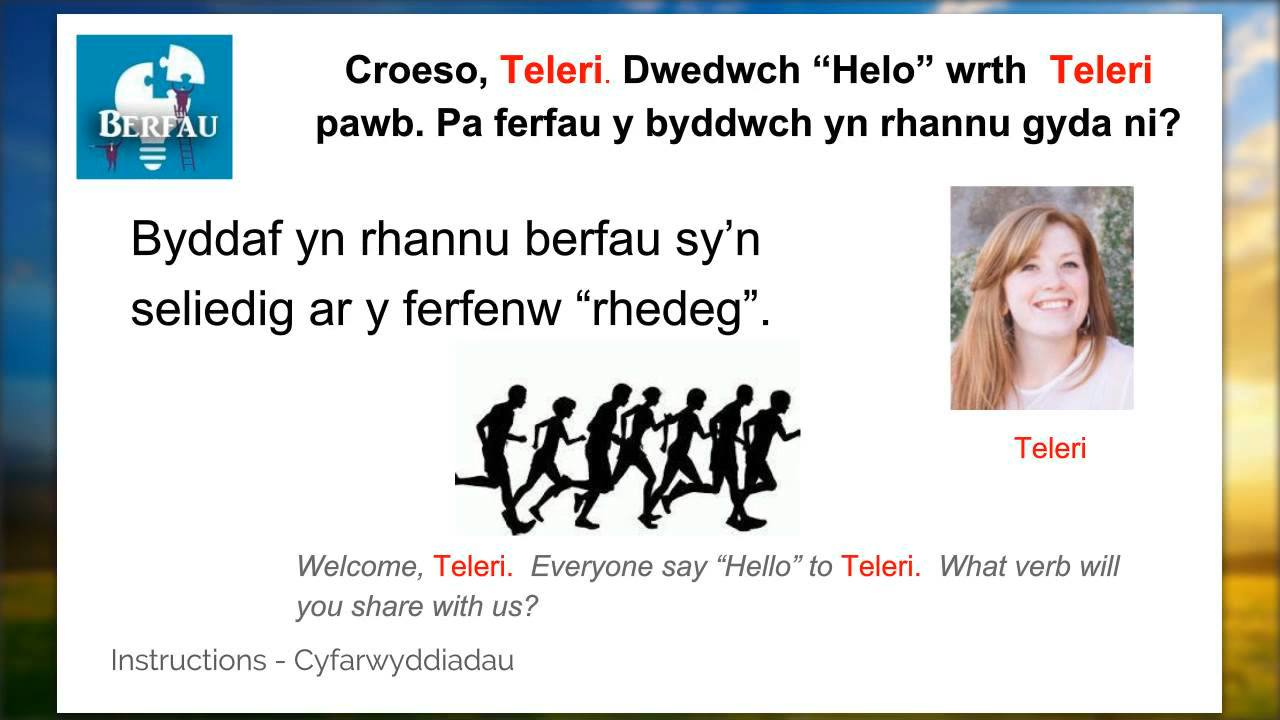 BERFAU
Croeso, Teleri. Dwedwch “Helo” wrth Teleri
pawb. Pa ferfau y byddwch yn rhannu gyda ni?
Byddaf yn rhannu berfau sy’n
seliedig ar y ferfenw “rhedeg”.
Teleri
Welcome, Teleri. Everyone say “Hello” to Teleri. What verb will
you share with us?
Instructions - Cyfarwyddiadau